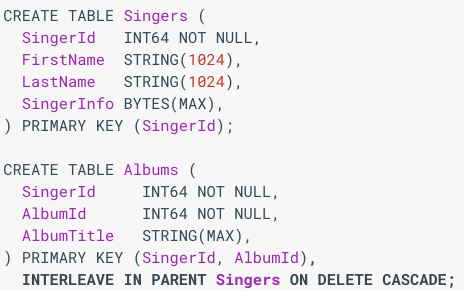 CREATE TABLE Singers (
  SingerId   INT64 NOT NULL,
  FirstName  STRING(1024),
  LastName   STRING(1024),
  SingerInfo BYTES(MAX),
) PRIMARY KEY (SingerId);

CREATE TABLE Albums (
  SingerId     INT64 NOT NULL,
  AlbumId      INT64 NOT NULL,
  AlbumTitle   STRING(MAX),
) PRIMARY KEY (SingerId, AlbumId),
  INTERLEAVE IN PARENT Singers ON DELETE CASCADE;